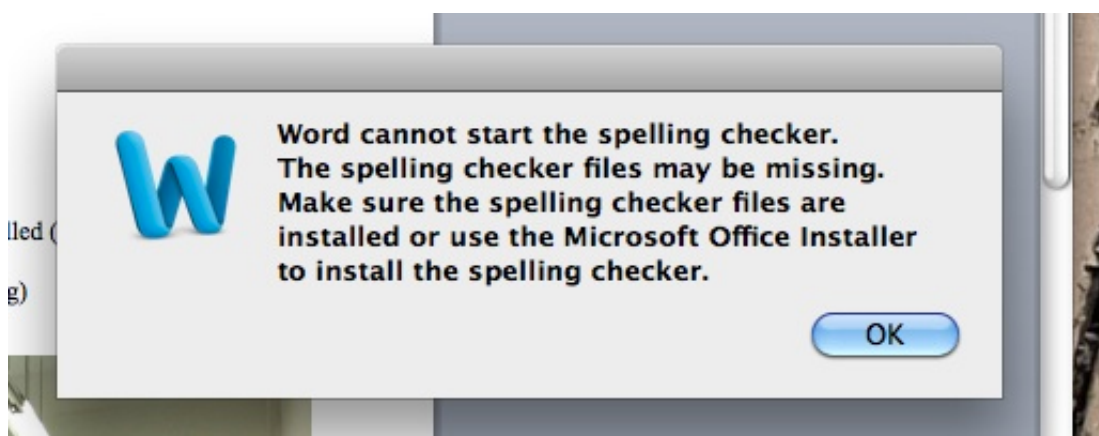 Word cannot start the spelling checker.
The spelling checker files may be missing.
Make sure the spelling checker files are
installed or use the Microsoft Office Installer
to install the spelling checker.
OK
lled (
g)